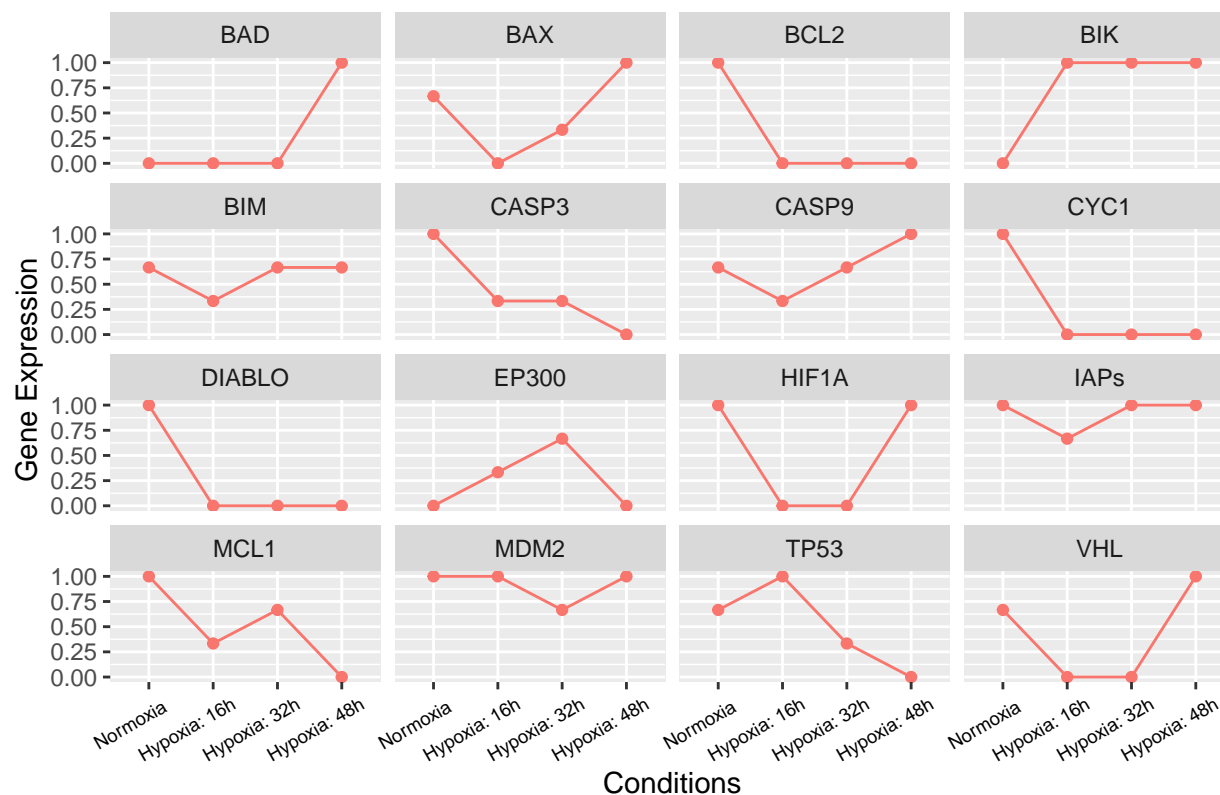 BAD BAX BCL2 BIK
1.00
0.75
0.50
0.25
0.00
BIM CASP3 CASP9 CYC1
1.00
0.75
0.50
0.25
0.00
DIABLO EP300 HIF1A IAPs
1.00
0.75
0.50
0.25
0.00
MCL1 MDM2 TP53 VHL
1.00
0.75
0.50
0.25
0.00
Gene Expression
Normoxia Hypoxia: 16h Hypoxia: 32h Hypoxia: 48h Normoxia Hypoxia: 16h Hypoxia: 32h Hypoxia: 48h Normoxia Hypoxia: 16h Hypoxia: 32h Hypoxia: 48h Normoxia Hypoxia: 16h Hypoxia: 32h Hypoxia: 48h
Conditions